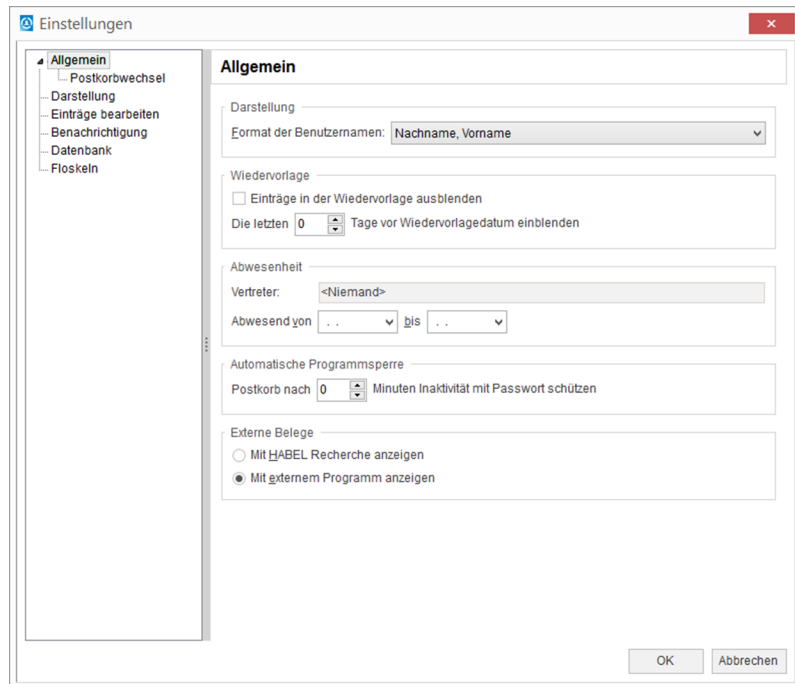 Einstellungen
Allgemein
Postkorbwechsel
Darstellung
Einträge bearbeiten
Benachrichtigung
Datenbank
Floskeln
Allgemein
Darstellung
Format der Benutzernamen: Nachname, Vorname
Wiedervorlage
Einträge in der Wiedervorlage ausblenden
Die letzten 0 Tage vor Wiedervorlagedatum einblenden
Abwesenheit
Vertreter: <Niemand>
Abwesend von . . bis . .
Automatische Programmsperre
Postkorb nach 0 Minuten Inaktivität mit Passwort schützen
Externe Belege
Mit HABEL Recherche anzeigen
Mit externem Programm anzeigen
OK Abbrechen